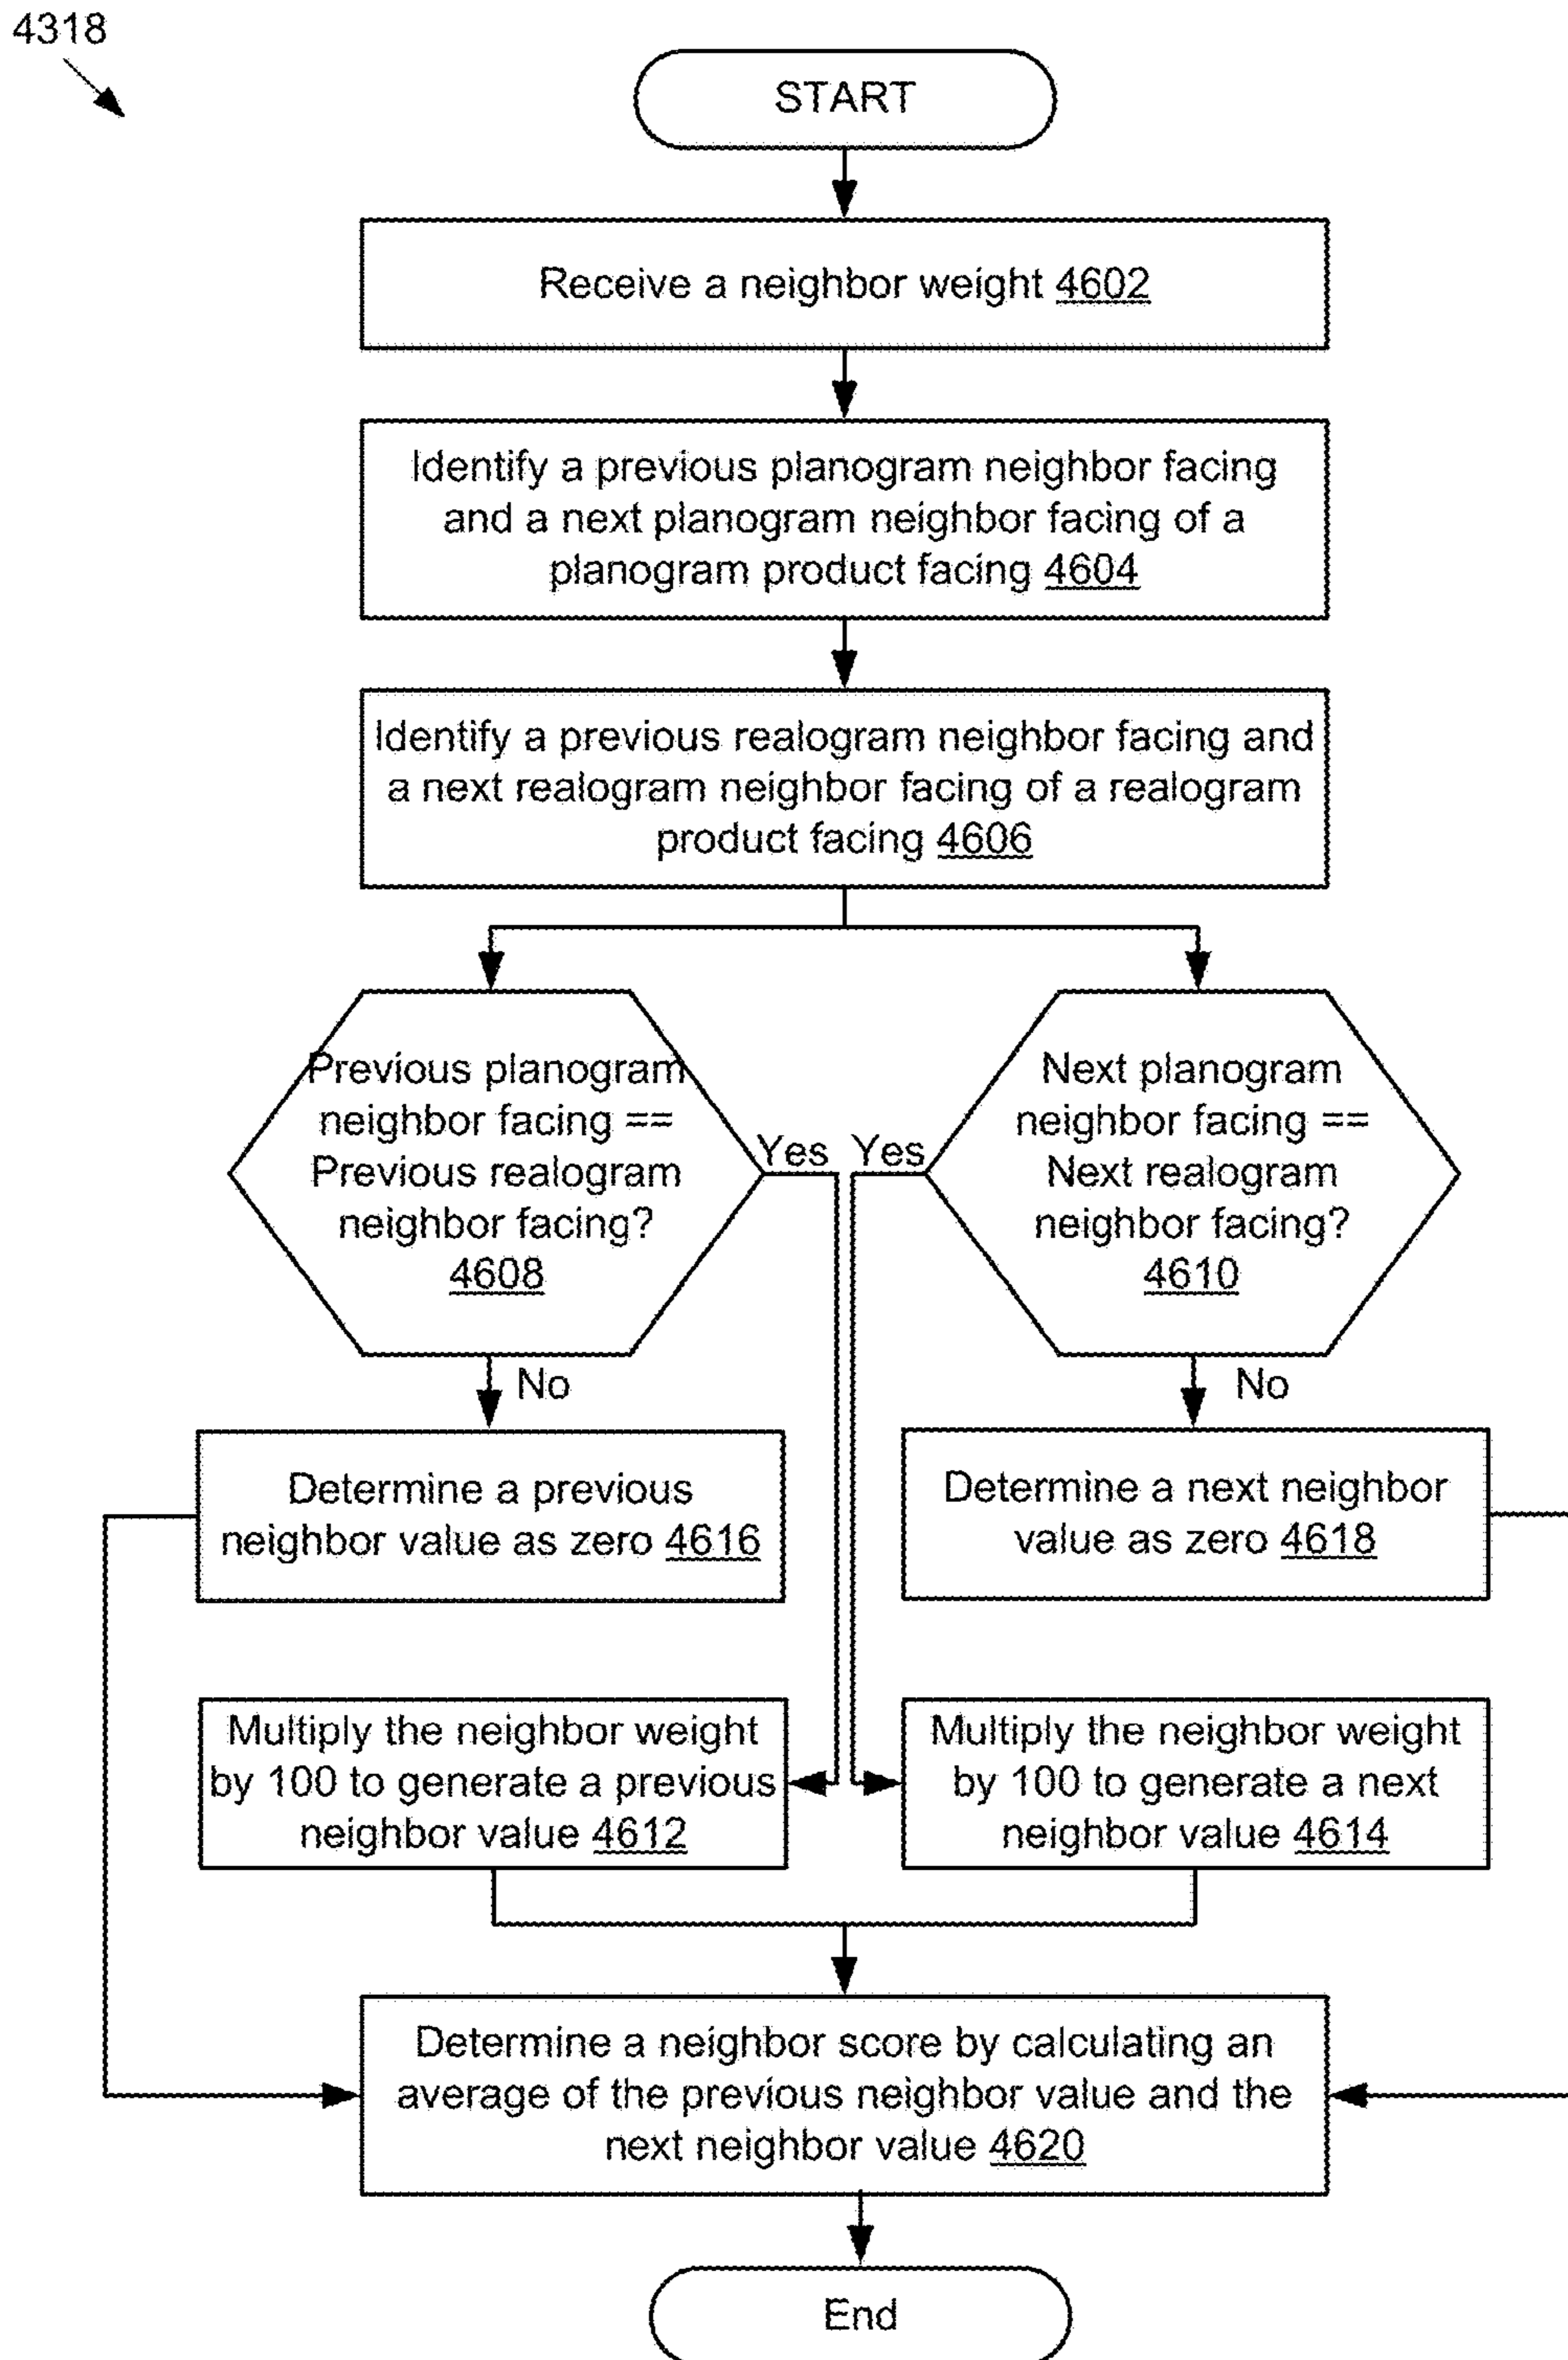 4318
START
Receive a neighbor weight 4602
Identify a previous planogram neighbor facing
and a next planogram neighbor facing of a
planogram product facing 4604
Identify a previous realogram neighbor facing and
a next realogram neighbor facing of a realogram
product facing 4606
Previous planogram
neighbor facing ==
Previous realogram
neighbor facing?
4608
Yes
Yes
Next planogram
neighbor facing ==
Next realogram
neighbor facing?
4610
No
No
Determine a previous
neighbor value as zero 4616
Determine a next neighbor
value as zero 4618
Multiply the neighbor weight
by 100 to generate a previous
neighbor value 4612
Multiply the neighbor weight
by 100 to generate a next
neighbor value 4614
Determine a neighbor score by calculating an
average of the previous neighbor value and the
next neighbor value 4620
End